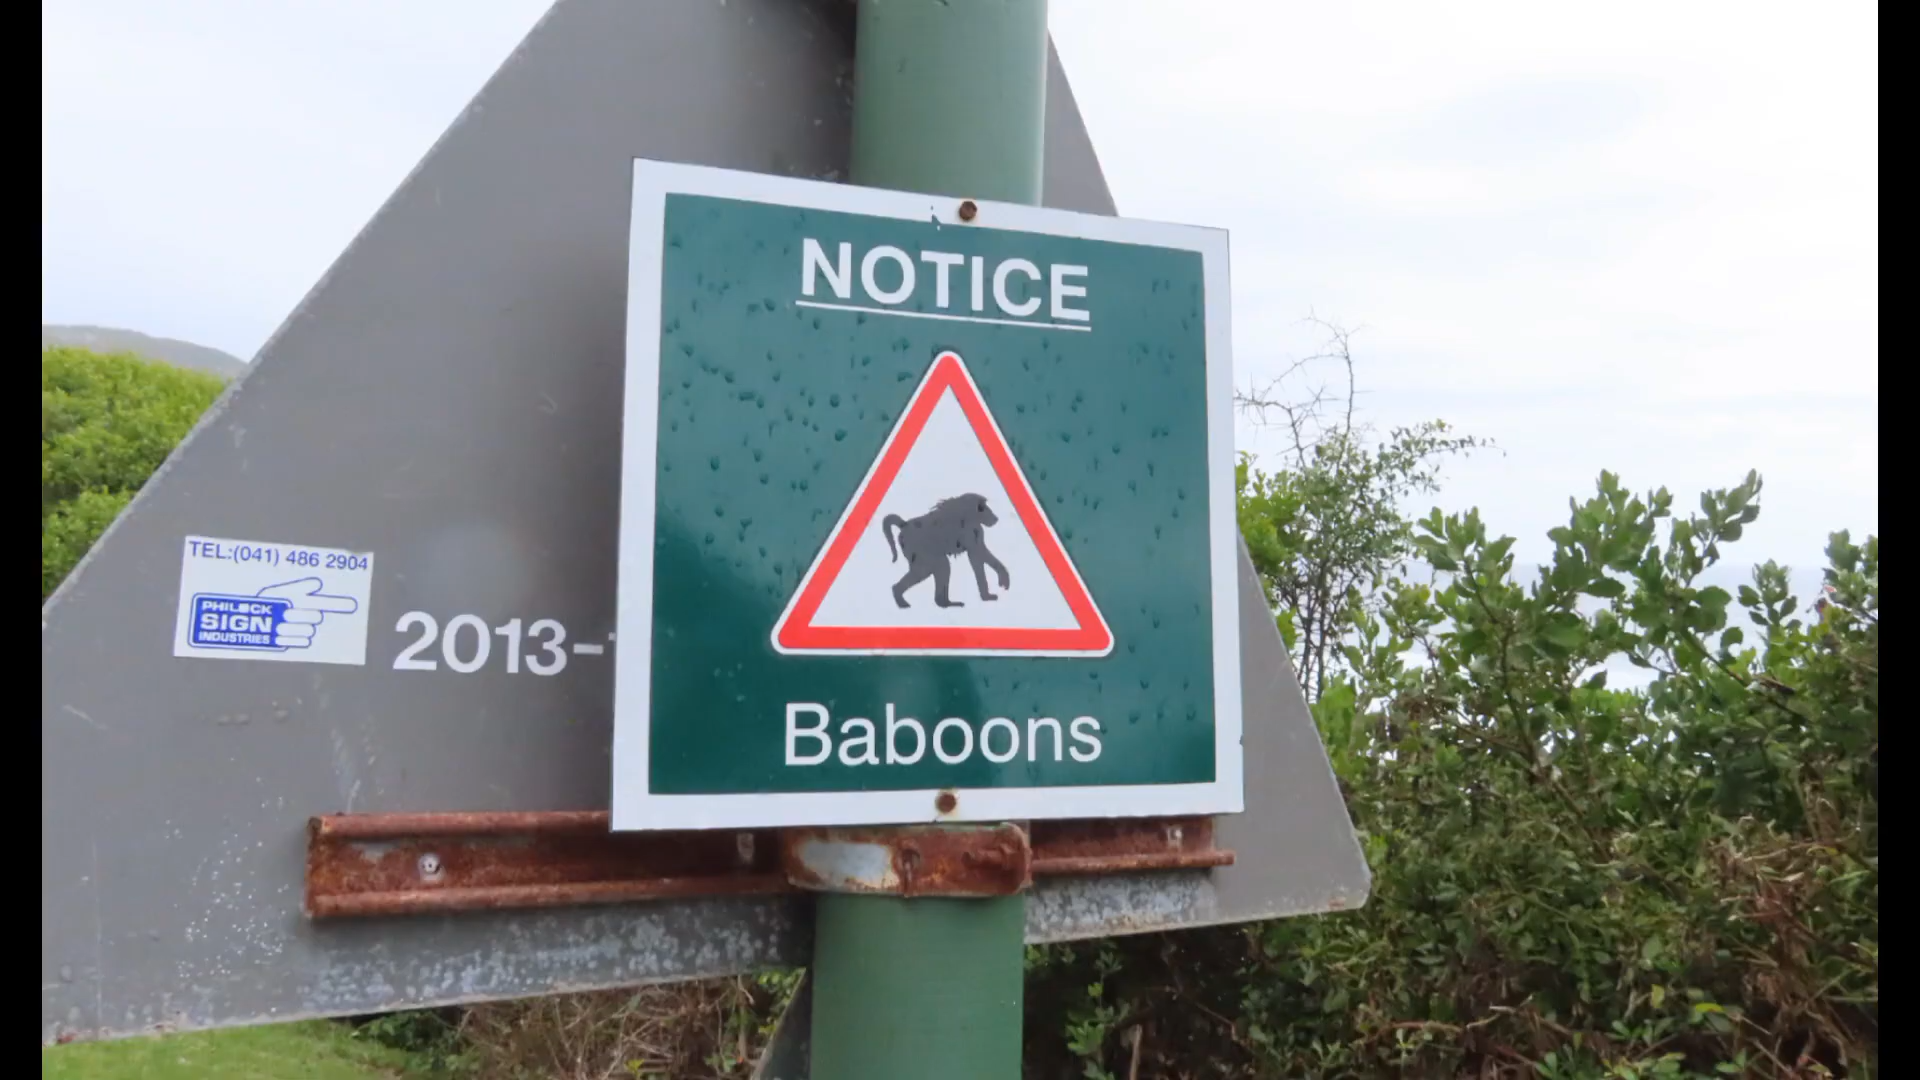 NOTICE
Baboons
TEL:(041) 486 2904
PHILOCK
SIGN
INDUSTRIES
2013-